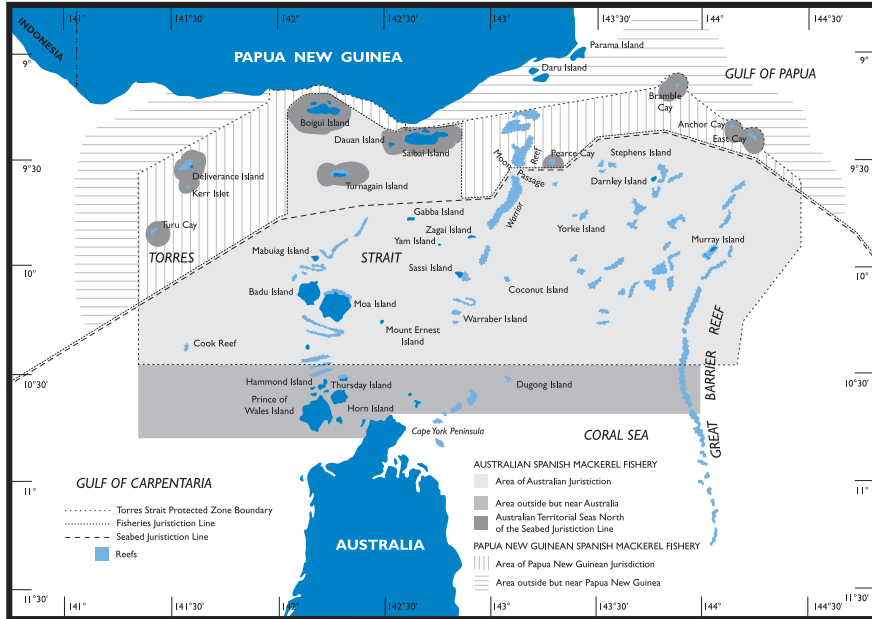 141° 141° 30' 142° 142° 30' 143° 143° 30' 144° 144° 30'
INDONESIA
PAPUA NEW GUINEA
Parama Island
9° 9°
Daru Island
GULF OF PAPUA
Bramble
Cay
Boigui Island
Anchor Cay
East Cay
Dauan Island
Saibai Island
Moon Passage
Reef
Warrior
Pearce Cay
Stephens Island
9° 30' 9° 30'
Deliverance Island
Kerr Islet
Turnagain Island
Darnley Island
Turu Cay
Gabba Island
Zagai Island
Yam Island
Yorke Island
Murray Island
Mabuiag Island
TORRES STRAIT
10° 10°
Sassi Island
Badu Island
Moa Island
Coconut Island
Mount Ernest
Island
Warraber Island
Cook Reef
GREAT BARRIER REEF
10° 30' 10° 30'
Hammond Island
Thursday Island
Dugong Island
Prince of
Wales Island
Horn Island
Cape York Peninsula
CORAL SEA
GULF OF CARPENTARIA
Torres Strait Protected Zone Boundary
Fisheries Juristiction Line
Seabed Juristiction Line
Reefs
AUSTRALIA
AUSTRALIAN SPANISH MACKEREL FISHERY
Area of Australian Juristiction
Area outside but near Australia
Australian Territorial Seas North
of the Seabed Juristiction Line
PAPUA NEW GUINEAN SPANISH MACKEREL FISHERY
Area of Papua New Guinean Jurisdiction
Area outside but near Papua New Guinea
11° 11°
11° 30' 11° 30'
141° 141° 30' 142° 142° 30' 143° 143° 30' 144° 144° 30'